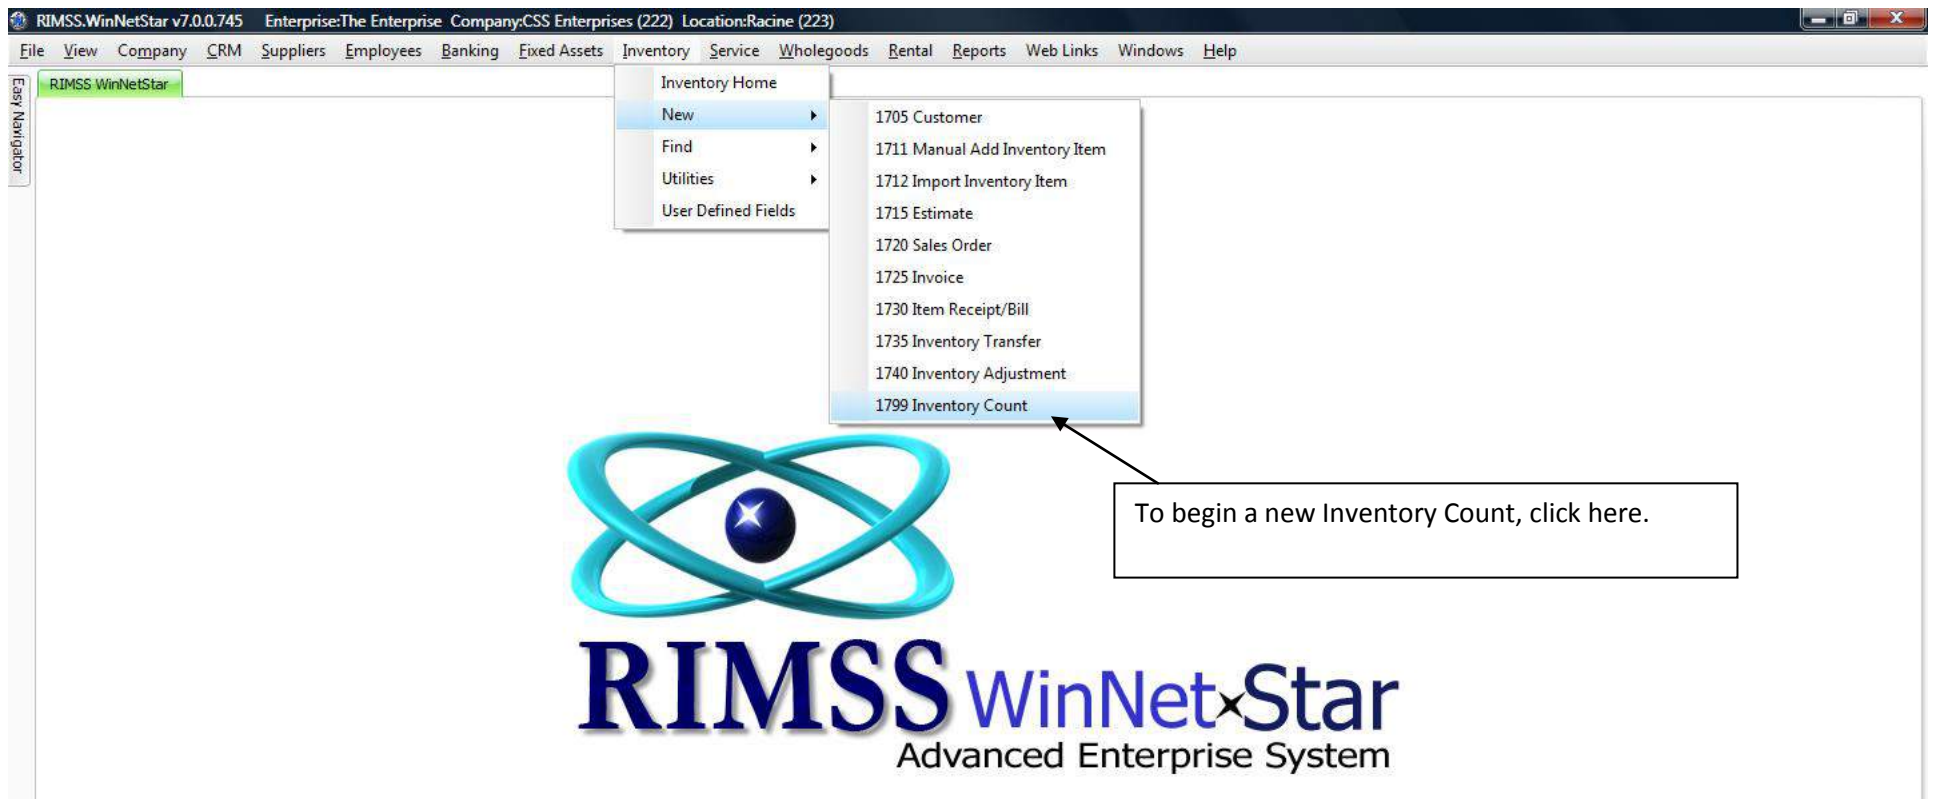 RIMSS.WinNetStar v7.0.0.745 Enterprise:The Enterprise Company:CSS Enterprises (222) Location:Racine (223)
File View Company CRM Suppliers Employees Banking Fixed Assets Inventory Service Wholegoods Rental Reports Web Links Windows Help
Easy Navigator
RIMSS WinNetStar
Inventory Home
New
Find
Utilities
User Defined Fields
1705 Customer
1711 Manual Add Inventory Item
1712 Import Inventory Item
1715 Estimate
1720 Sales Order
1725 Invoice
1730 Item Receipt/Bill
1735 Inventory Transfer
1740 Inventory Adjustment
1799 Inventory Count
To begin a new Inventory Count, click here.
RIMSS WinNet Star
Advanced Enterprise System